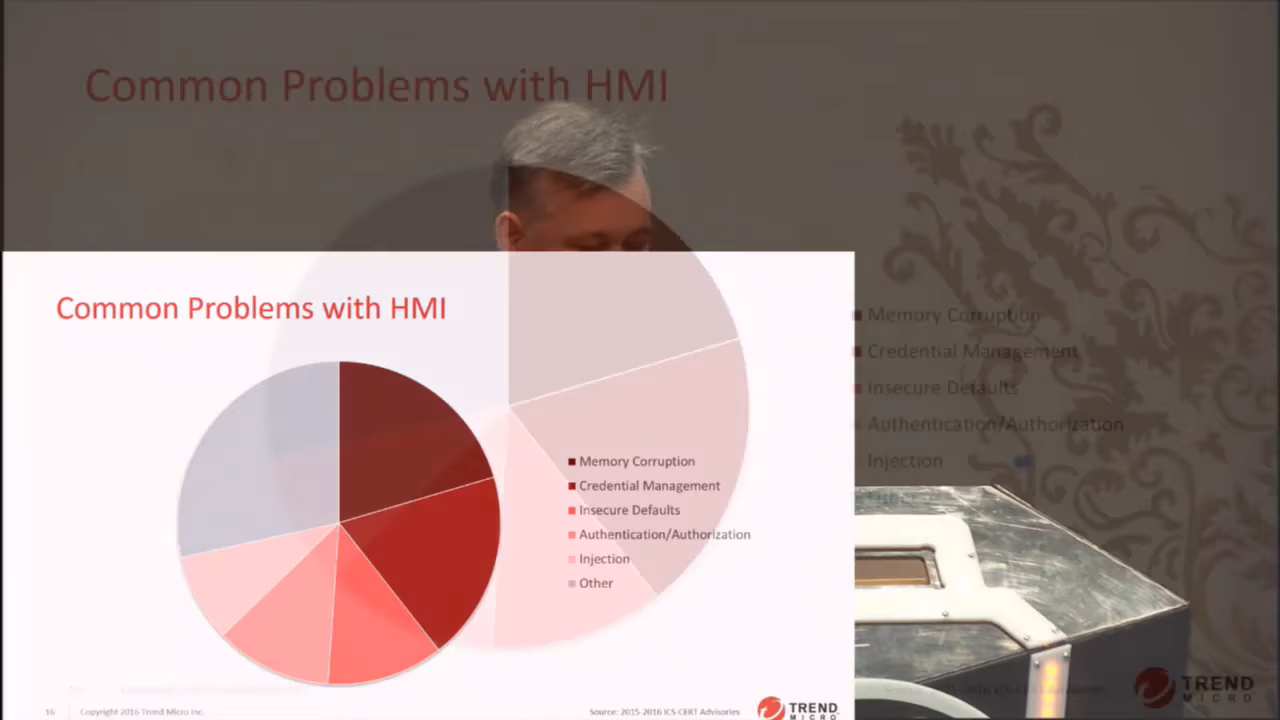 Common Problems with HMI
Memory Corruption
Credential Management
Insecure Defaults
Authentication/Authorization
Injection
TREND
MICRO
Common Problems with HMI
Memory Corruption
Credential Management
Insecure Defaults
Authentication/Authorization
Injection
Other
16
Copyright 2016 Trend Micro Inc.
Source: 2015-2016 ICS-CERT Advisories
TREND
MICRO